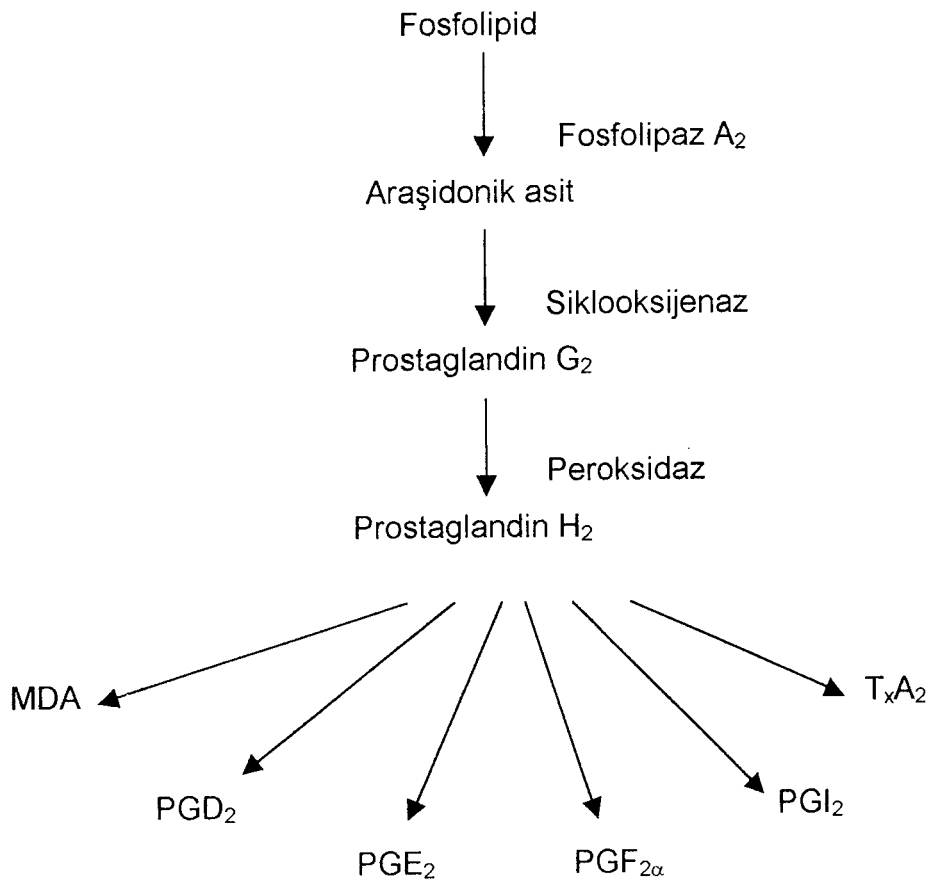 Fosfolipid
Fosfolipaz A₂
Araşidonik asit
Siklooksijenaz
Prostaglandin G₂
Peroksidaz
Prostaglandin H₂
MDA
TₓA₂
PGD₂
PGI₂
PGE₂
PGF₂α